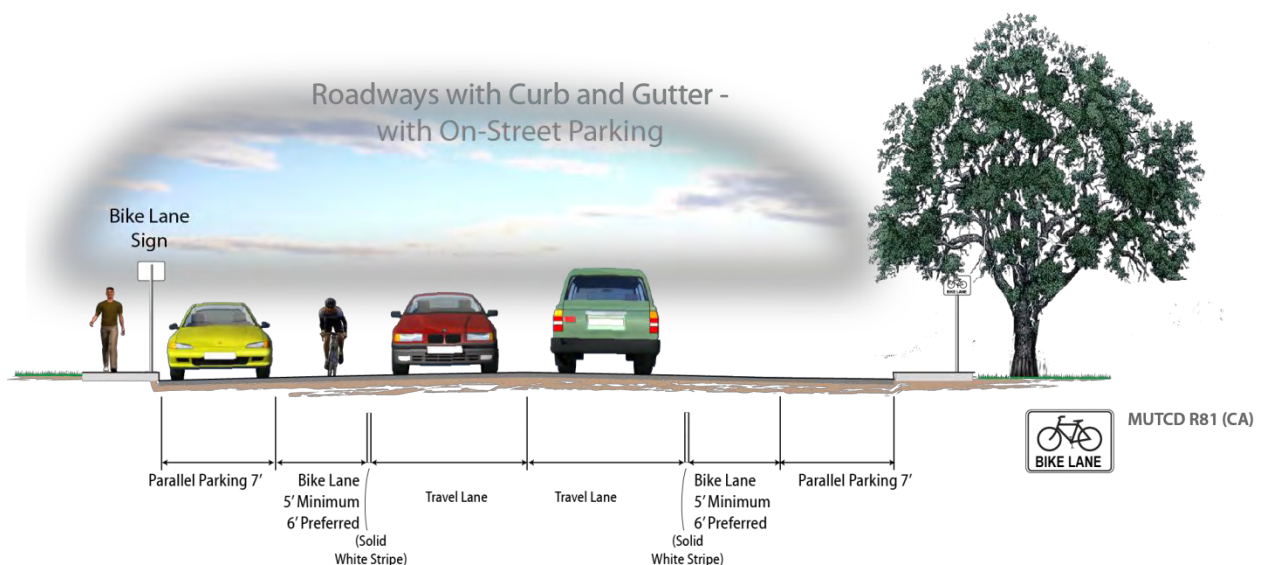 Roadways with Curb and Gutter -
with On-Street Parking
Bike Lane
Sign
BIKE LANE
MUTCD R81 (CA)
BIKE LANE
Parallel Parking 7’
Bike Lane
5’ Minimum
6’ Preferred
(Solid
White Stripe)
Travel Lane
Travel Lane
(Solid
White Stripe)
Bike Lane
5’ Minimum
6’ Preferred
Parallel Parking 7’